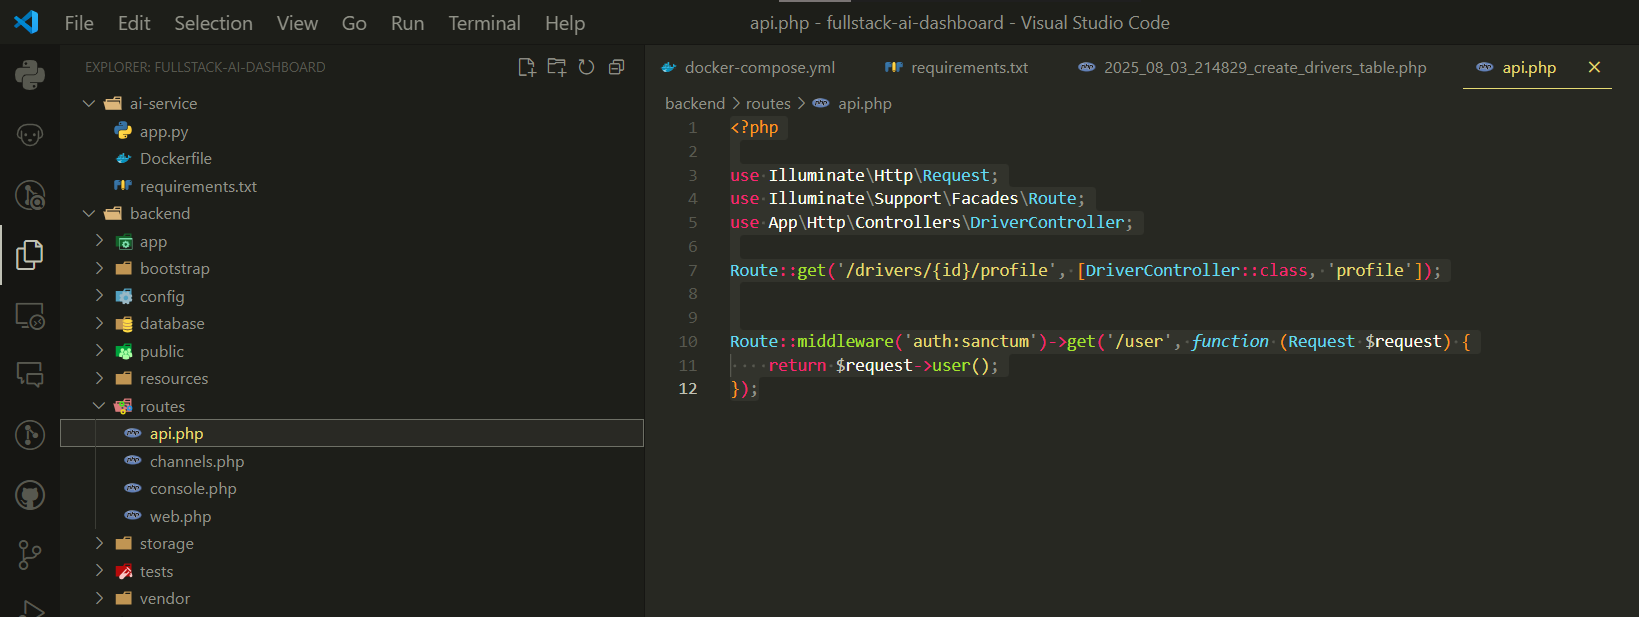 File Edit Selection View Go Run Terminal Help
api.php - fullstack-ai-dashboard - Visual Studio Code
EXPLORER: FULLSTACK-AI-DASHBOARD
ai-service
app.py
Dockerfile
requirements.txt
backend
app
bootstrap
config
database
public
resources
routes
api.php
channels.php
console.php
web.php
storage
tests
vendor
docker-compose.yml
requirements.txt
2025_08_03_214829_create_drivers_table.php
api.php
backend > routes > api.php
1 <?php
2
3 use Illuminate\Http\Request;
4 use Illuminate\Support\Facades\Route;
5 use App\Http\Controllers\DriverController;
6
7 Route::get('/drivers/{id}/profile', [DriverController::class, 'profile']);
8
9
10 Route::middleware('auth:sanctum')->get('/user', function (Request $request) {
11     return $request->user();
12 });